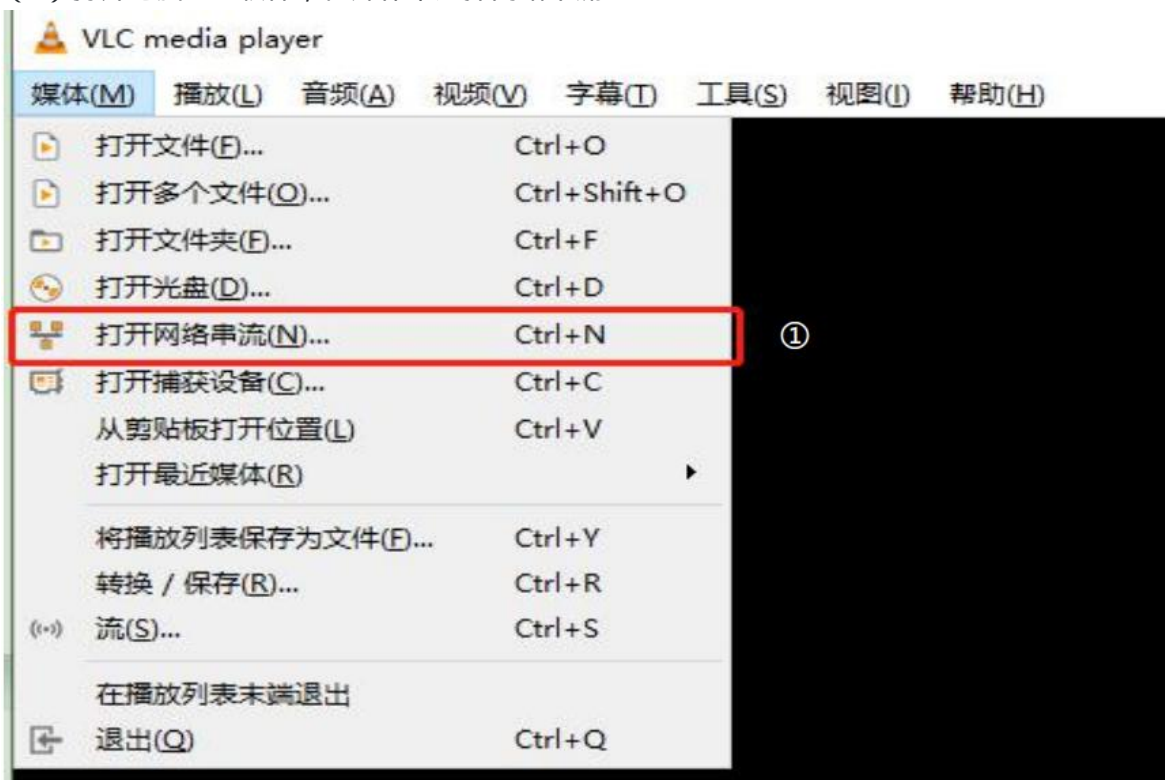 VLC media player
媒体(M) 播放(L) 音频(A) 视频(V) 字幕(T) 工具(S) 视图(I) 帮助(H)
打开文件(F)... Ctrl+O
打开多个文件(O)... Ctrl+Shift+O
打开文件夹(F)... Ctrl+F
打开光盘(D)... Ctrl+D
打开网络串流(N)... Ctrl+N ①
打开捕获设备(C)... Ctrl+C
从剪贴板打开位置(L) Ctrl+V
打开最近媒体(R)
将播放列表保存为文件(F)... Ctrl+Y
转换 / 保存(R)... Ctrl+R
流(S)... Ctrl+S
在播放列表末端退出
退出(Q) Ctrl+Q